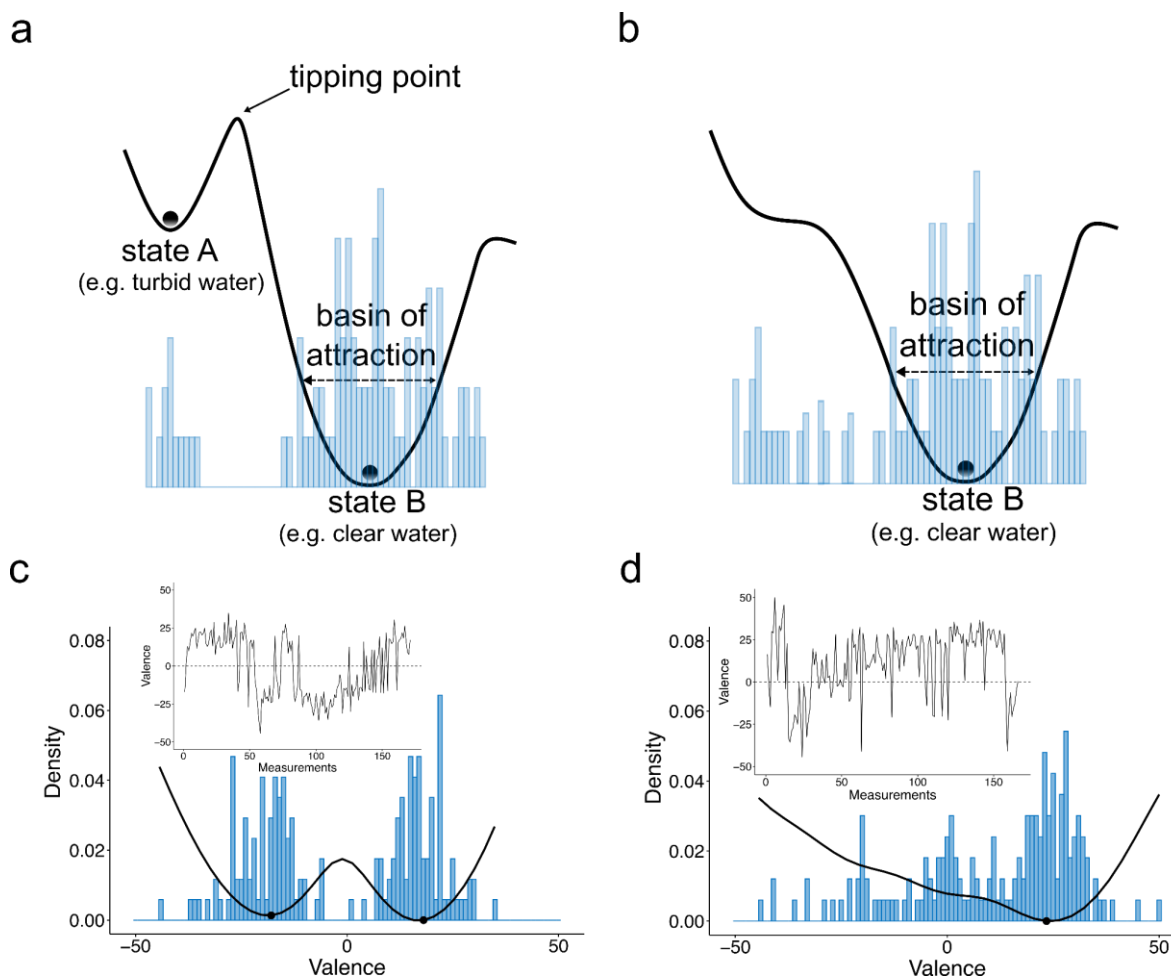 a
tipping point
state A
(e.g. turbid water)
basin of
attraction
state B
(e.g. clear water)
b
basin of
attraction
state B
(e.g. clear water)
c
50
25
0
−25
−50
Valence
0
50
100
150
Measurements
0.08
0.06
0.04
0.02
0.00
Density
−50
0
50
Valence
d
50
25
0
−25
−50
Valence
0
50
100
150
Measurements
0.08
0.06
0.04
0.02
0.00
Density
−50
0
50
Valence